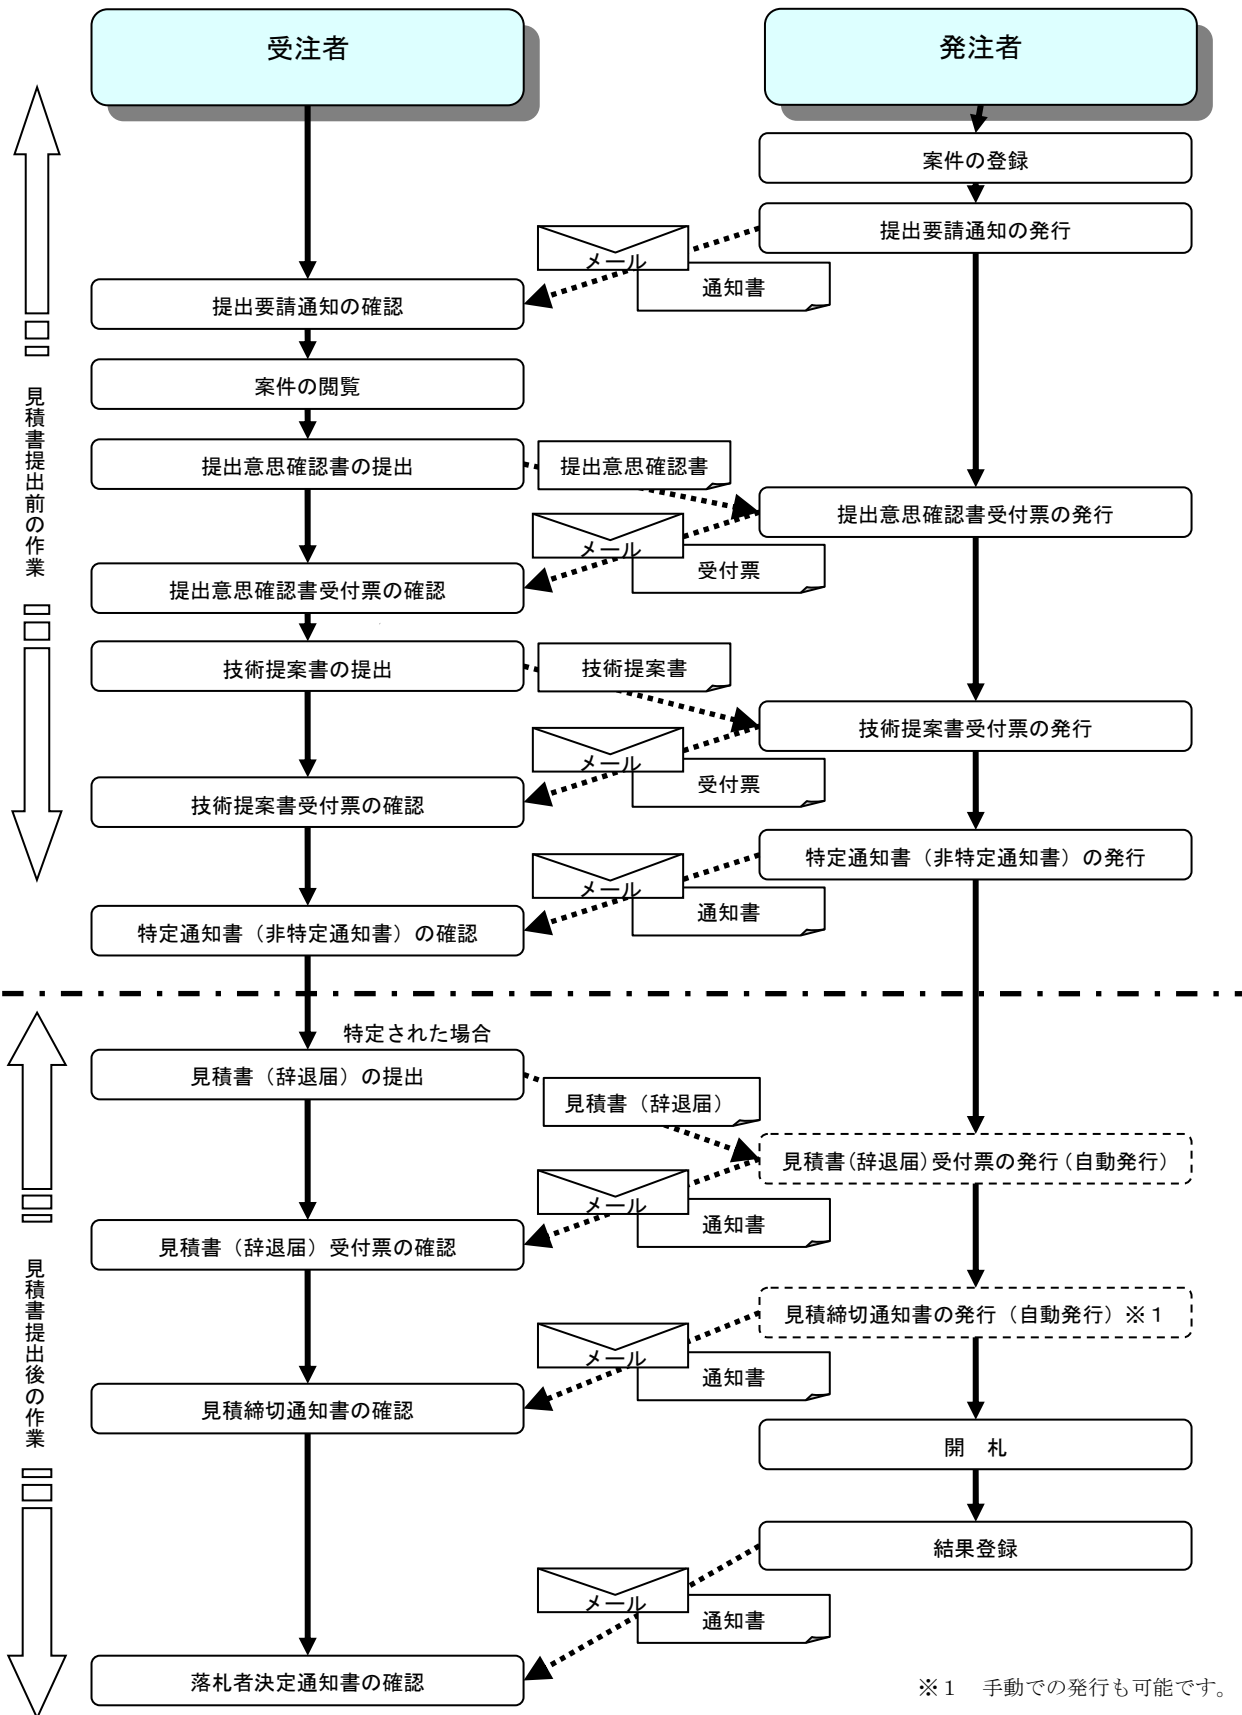 受注者
発注者
案件の登録
提出要請通知の発行
メール
通知書
提出要請通知の確認
案件の閲覧
提出意思確認書の提出
提出意思確認書
提出意思確認書受付票の発行
メール
受付票
提出意思確認書受付票の確認
技術提案書の提出
技術提案書
技術提案書受付票の発行
メール
受付票
技術提案書受付票の確認
特定通知書（非特定通知書）の発行
メール
通知書
特定通知書（非特定通知書）の確認
見積書提出前の作業
特定された場合
見積書（辞退届）の提出
見積書（辞退届）
見積書（辞退届）受付票の発行（自動発行）
メール
通知書
見積書（辞退届）受付票の確認
見積締切通知書の発行（自動発行）※１
メール
通知書
見積締切通知書の確認
開　札
結果登録
メール
通知書
落札者決定通知書の確認
見積書提出後の作業
※１　手動での発行も可能です。